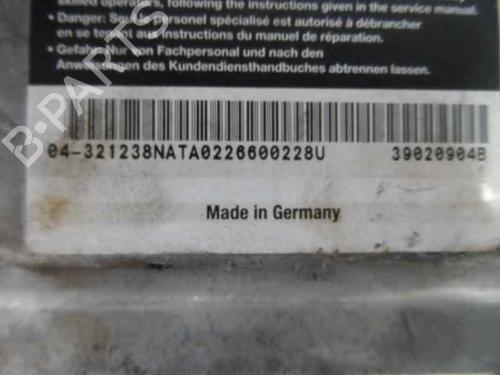 skilled operators, following the instructions given in the service manual.
• Danger: Seul personnel spécialisé est autorisé à débrancher
en se tenant aux instructions du manuel de réparation.
• Gefahr: Nur von Fachpersonal und nach den
Anweisungen des Kundendiensthandbuches abtrennen lassen.
04-321238NATA0226600228U 39020904B
Made in Germany
B-PARTS